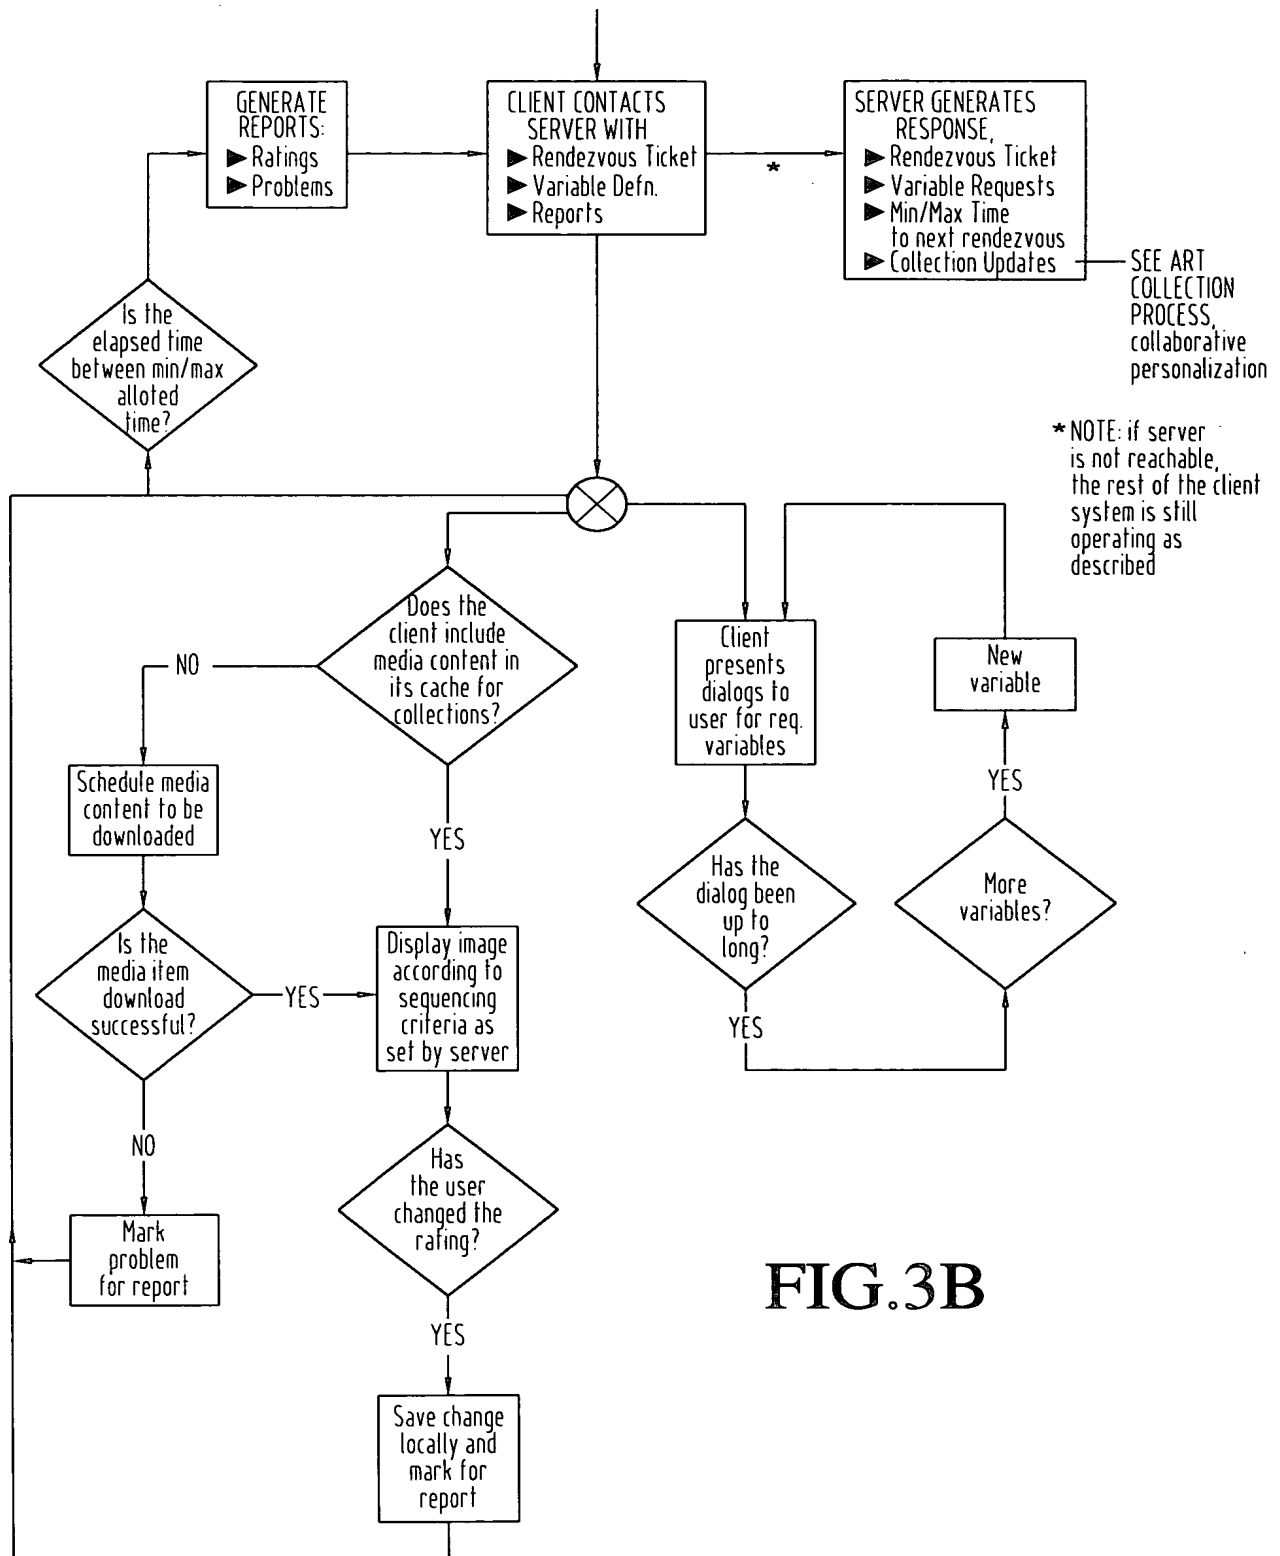 GENERATE
REPORTS:
▶ Ratings
▶ Problems
CLIENT CONTACTS
SERVER WITH
▶ Rendezvous Ticket
▶ Variable Defn.
▶ Reports
*
SERVER GENERATES
RESPONSE,
▶ Rendezvous Ticket
▶ Variable Requests
▶ Min/Max Time
to next rendezvous
▶ Collection Updates
SEE ART
COLLECTION
PROCESS,
collaborative
personalization
Is the
elapsed time
between min/max
alloted
time?
* NOTE: if server
is not reachable,
the rest of the client
system is still
operating as
described
Does the
client include
media content in
its cache for
collections?
NO
YES
Client
presents
dialogs to
user for req.
variables
New
variable
YES
Schedule media
content to be
downloaded
Has the
dialog been
up to
long?
YES
More
variables?
Is the
media item
download
successful?
YES
NO
Display image
according to
sequencing
criteria as
set by server
Mark
problem
for report
Has
the user
changed the
rating?
YES
Save change
locally and
mark for
report
FIG.3B